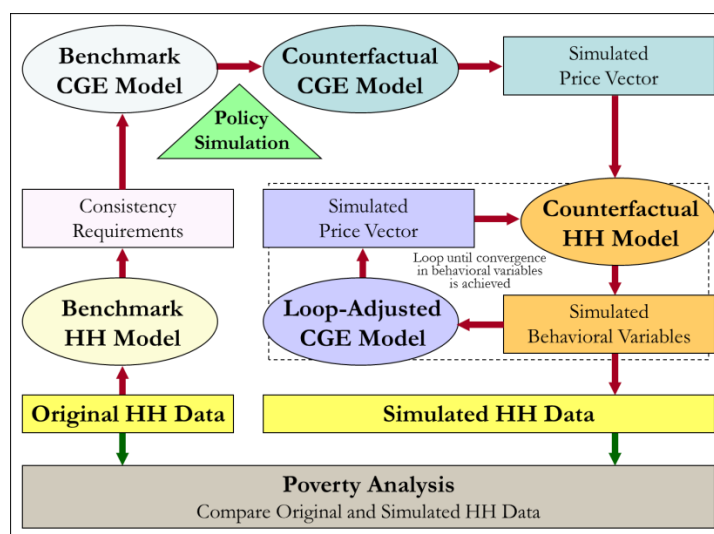 Benchmark
CGE Model
Counterfactual
CGE Model
Simulated
Price Vector
Policy
Simulation
Consistency
Requirements
Simulated
Price Vector
Counterfactual
HH Model
Loop until convergence
in behavioral variables
is achieved
Benchmark
HH Model
Loop-Adjusted
CGE Model
Simulated
Behavioral Variables
Original HH Data
Simulated HH Data
Poverty Analysis
Compare Original and Simulated HH Data